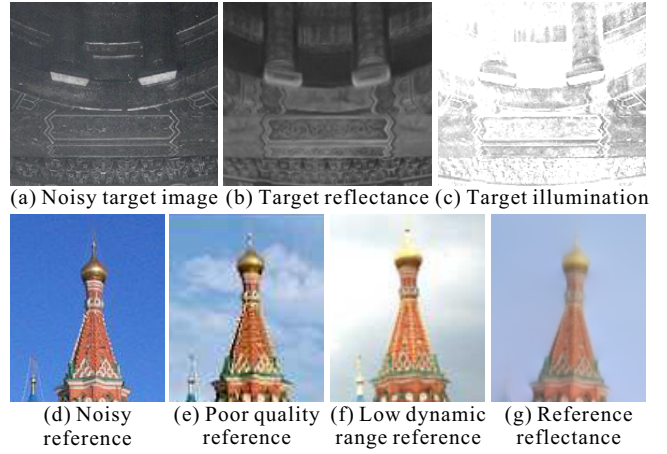 (a) Noisy target image (b) Target reflectance (c) Target illumination
(d) Noisy reference
(e) Poor quality reference
(f) Low dynamic range reference
(g) Reference reflectance